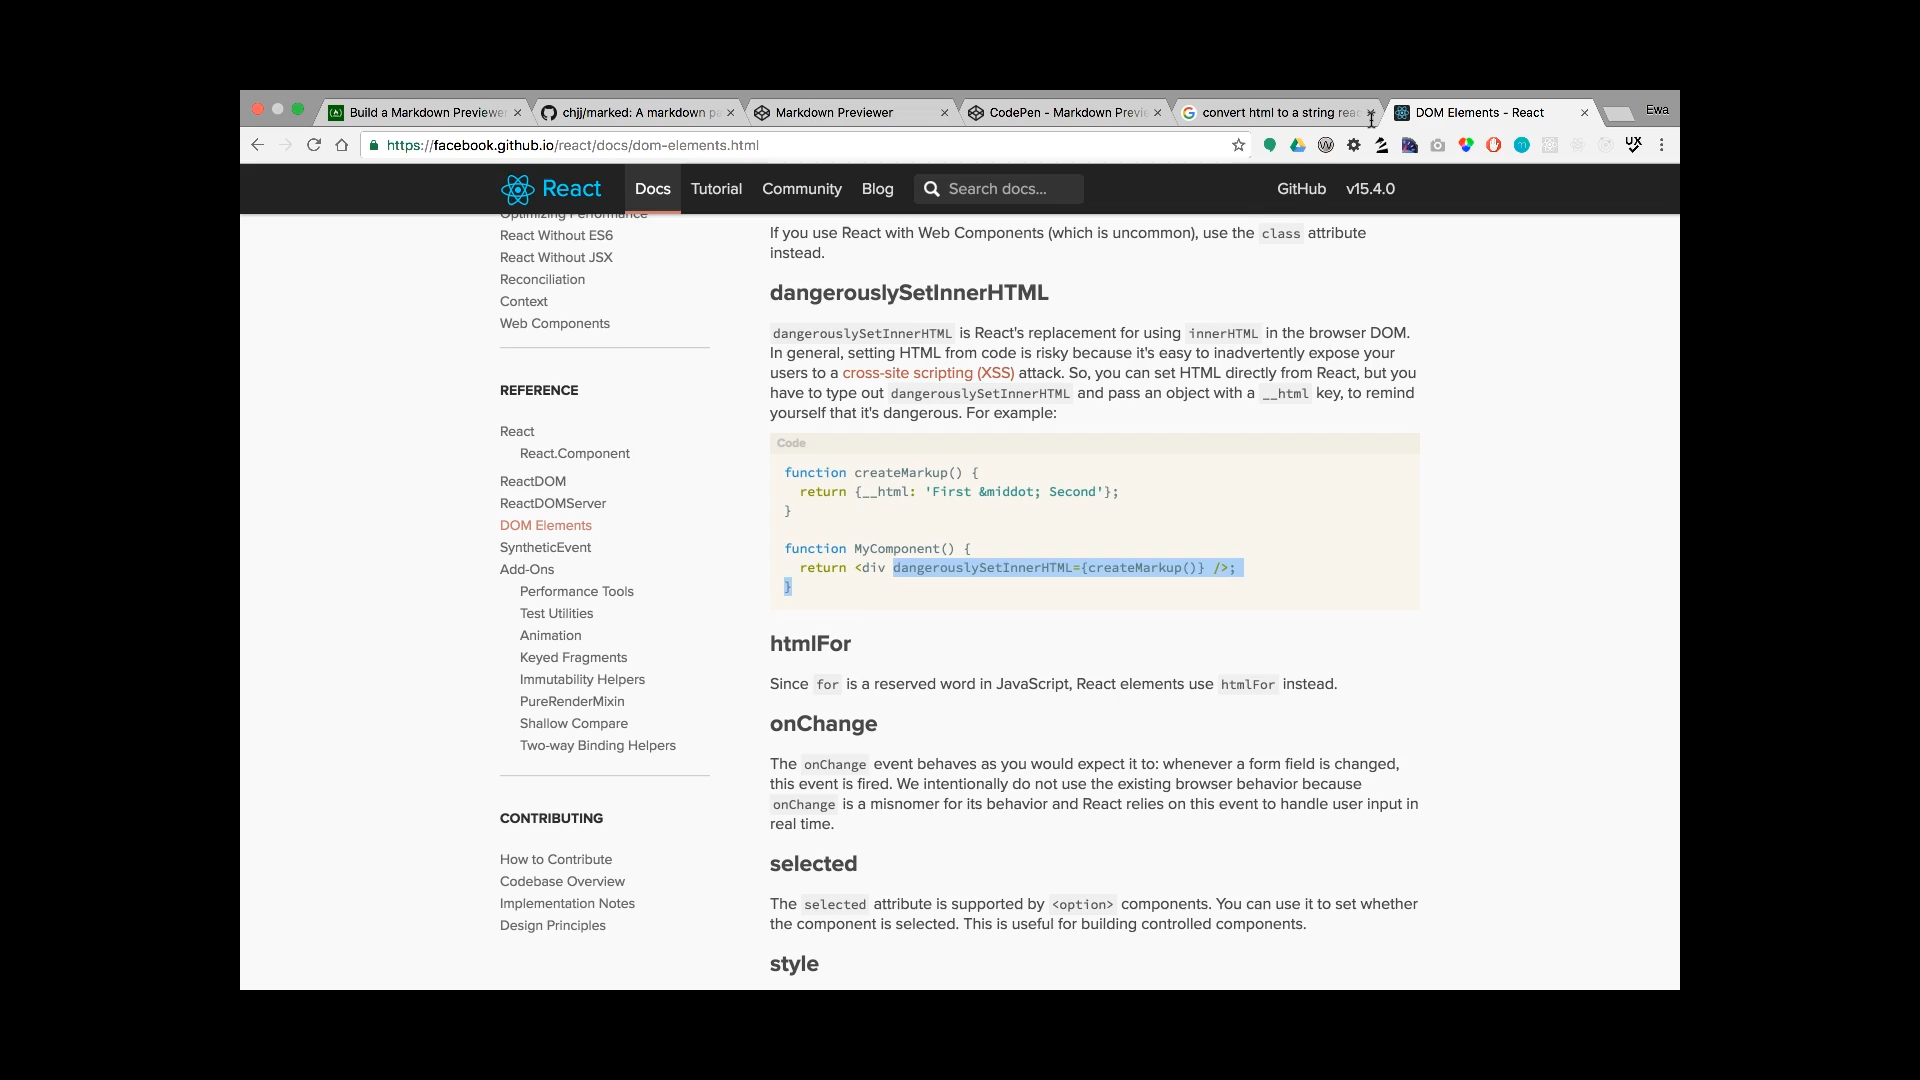 Build a Markdown Previewer
chjj/marked: A markdown pa
Markdown Previewer
CodePen - Markdown Previe
convert html to a string reac
DOM Elements - React
Ewa
https://facebook.github.io/react/docs/dom-elements.html
React
Docs
Tutorial
Community
Blog
Search docs...
GitHub
v15.4.0
Optimizing Performance
React Without ES6
React Without JSX
Reconciliation
Context
Web Components
REFERENCE
React
React.Component
ReactDOM
ReactDOMServer
DOM Elements
SyntheticEvent
Add-Ons
Performance Tools
Test Utilities
Animation
Keyed Fragments
Immutability Helpers
PureRenderMixin
Shallow Compare
Two-way Binding Helpers
CONTRIBUTING
How to Contribute
Codebase Overview
Implementation Notes
Design Principles
If you use React with Web Components (which is uncommon), use the class attribute
instead.
dangerouslySetInnerHTML
dangerouslySetInnerHTML is React's replacement for using innerHTML in the browser DOM.
In general, setting HTML from code is risky because it's easy to inadvertently expose your
users to a cross-site scripting (XSS) attack. So, you can set HTML directly from React, but you
have to type out dangerouslySetInnerHTML and pass an object with a __html key, to remind
yourself that it's dangerous. For example:
Code
function createMarkup() {
return {__html: 'First &middot; Second'};
}
function MyComponent() {
return <div dangerouslySetInnerHTML={createMarkup()} />;
}
htmlFor
Since for is a reserved word in JavaScript, React elements use htmlFor instead.
onChange
The onChange event behaves as you would expect it to: whenever a form field is changed,
this event is fired. We intentionally do not use the existing browser behavior because
onChange is a misnomer for its behavior and React relies on this event to handle user input in
real time.
selected
The selected attribute is supported by <option> components. You can use it to set whether
the component is selected. This is useful for building controlled components.
style